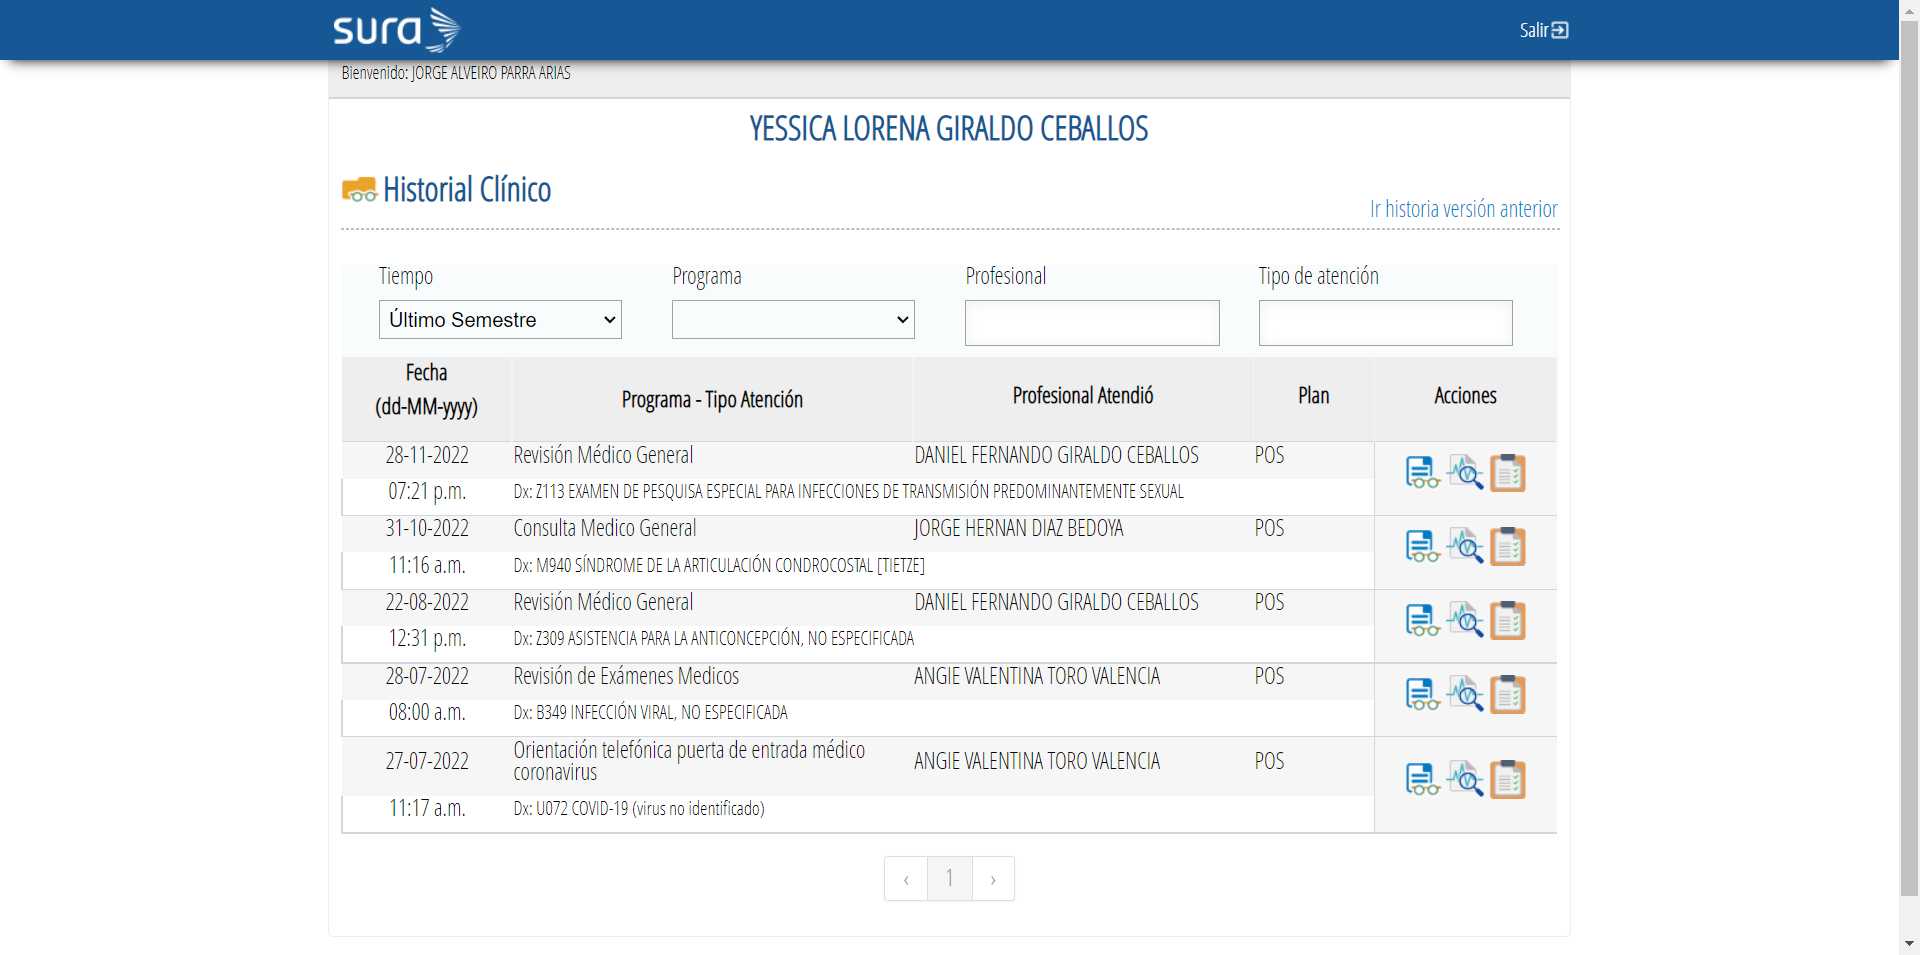 sura
Salir
Bienvenido: JORGE ALVEIRO PARRA ARIAS
YESSICA LORENA GIRALDO CEBALLOS
Historial Clínico
Ir historia versión anterior
Tiempo Programa Profesional Tipo de atención
Último Semestre
Fecha (dd-MM-yyyy) Programa - Tipo Atención Profesional Atendió Plan Acciones
28-11-2022 Revisión Médico General DANIEL FERNANDO GIRALDO CEBALLOS POS
07:21 p.m. Dx: Z113 EXAMEN DE PESQUISA ESPECIAL PARA INFECCIONES DE TRANSMISIÓN PREDOMINANTEMENTE SEXUAL
31-10-2022 Consulta Medico General JORGE HERNAN DIAZ BEDOYA POS
11:16 a.m. Dx: M940 SÍNDROME DE LA ARTICULACIÓN CONDROCOSTAL [TIETZE]
22-08-2022 Revisión Médico General DANIEL FERNANDO GIRALDO CEBALLOS POS
12:31 p.m. Dx: Z309 ASISTENCIA PARA LA ANTICONCEPCIÓN, NO ESPECIFICADA
28-07-2022 Revisión de Exámenes Medicos ANGIE VALENTINA TORO VALENCIA POS
08:00 a.m. Dx: B349 INFECCIÓN VIRAL, NO ESPECIFICADA
27-07-2022 Orientación telefónica puerta de entrada médico coronavirus ANGIE VALENTINA TORO VALENCIA POS
11:17 a.m. Dx: U072 COVID-19 (virus no identificado)
‹ 1 ›